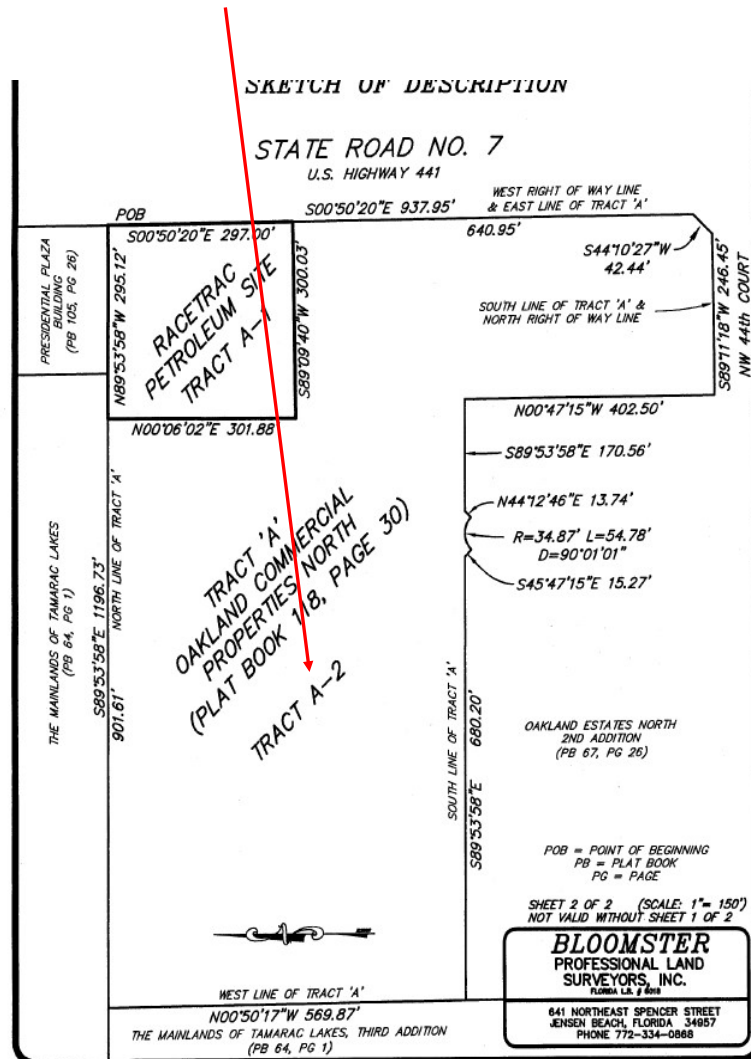 SKETCH OF DESCRIPTION
STATE ROAD NO. 7
U.S. HIGHWAY 441
WEST RIGHT OF WAY LINE
& EAST LINE OF TRACT 'A'
POB
S00°50'20"E 937.95'
S00°50'20"E 297.00'
640.95'
S44°10'27"W
42.44'
PRESIDENTIAL PLAZA
BUILDING
(PB 105, PG 26)
N89°53'58"W 295.12'
RACETRAC
PETROLEUM SITE
TRACT A-1
S89°09'40"W 300.03'
SOUTH LINE OF TRACT 'A' &
NORTH RIGHT OF WAY LINE
S89°11'18"W 246.45'
NW 44th COURT
N00°06'02"E 301.88'
N00°47'15"W 402.50'
S89°53'58"E 170.56'
N44°12'46"E 13.74'
R=34.87' L=54.78'
D=90°01'01"
S45°47'15"E 15.27'
THE MAINLANDS OF TAMARAC LAKES
(PB 64, PG 1)
S89°53'58"E 1196.73'
NORTH LINE OF TRACT 'A'
901.61'
TRACT 'A'
OAKLAND COMMERCIAL
PROPERTIES NORTH
(PLAT BOOK 118, PAGE 30)
TRACT A-2
SOUTH LINE OF TRACT 'A'
S89°53'58"E 680.20'
OAKLAND ESTATES NORTH
2ND ADDITION
(PB 67, PG 26)
POB = POINT OF BEGINNING
PB = PLAT BOOK
PG = PAGE
SHEET 2 OF 2 (SCALE: 1"= 150')
NOT VALID WITHOUT SHEET 1 OF 2
BLOOMSTER
PROFESSIONAL LAND
SURVEYORS, INC.
FLORIDA L.B. #
641 NORTHEAST SPENCER STREET
JENSEN BEACH, FLORIDA 34957
PHONE 772-334-0868
WEST LINE OF TRACT 'A'
N00°50'17"W 569.87'
THE MAINLANDS OF TAMARAC LAKES, THIRD ADDITION
(PB 64, PG 1)